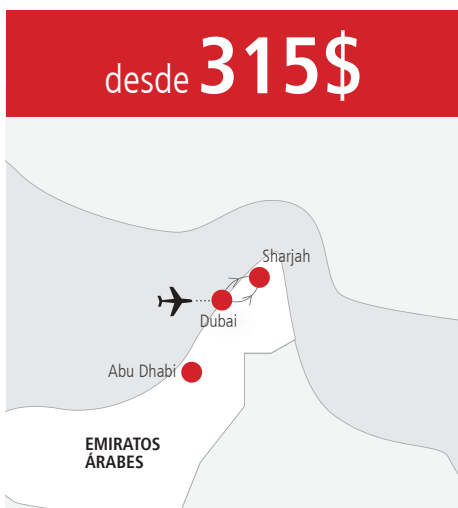 desde 315$
Sharjah
Dubai
Abu Dhabi
EMIRATOS
ÁRABES